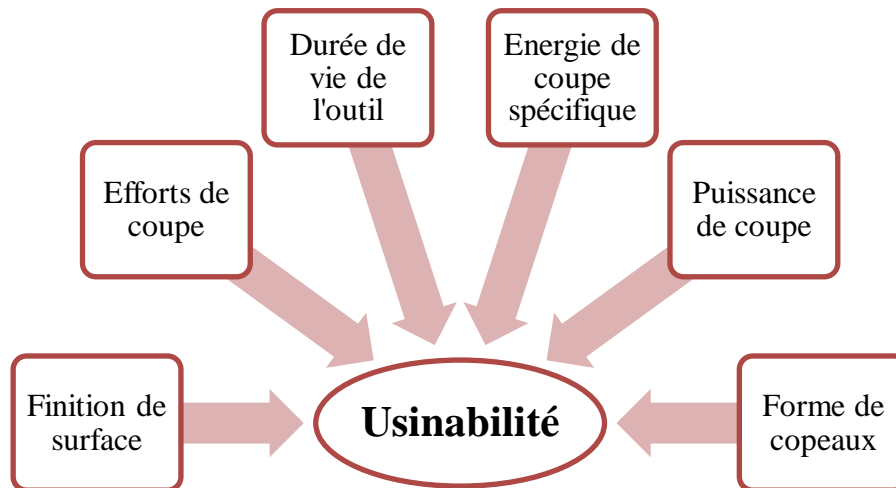 Durée de
vie de
l'outil
Energie de
coupe
spécifique
Efforts de
coupe
Puissance
de coupe
Finition de
surface
Usinabilité
Forme de
copeaux